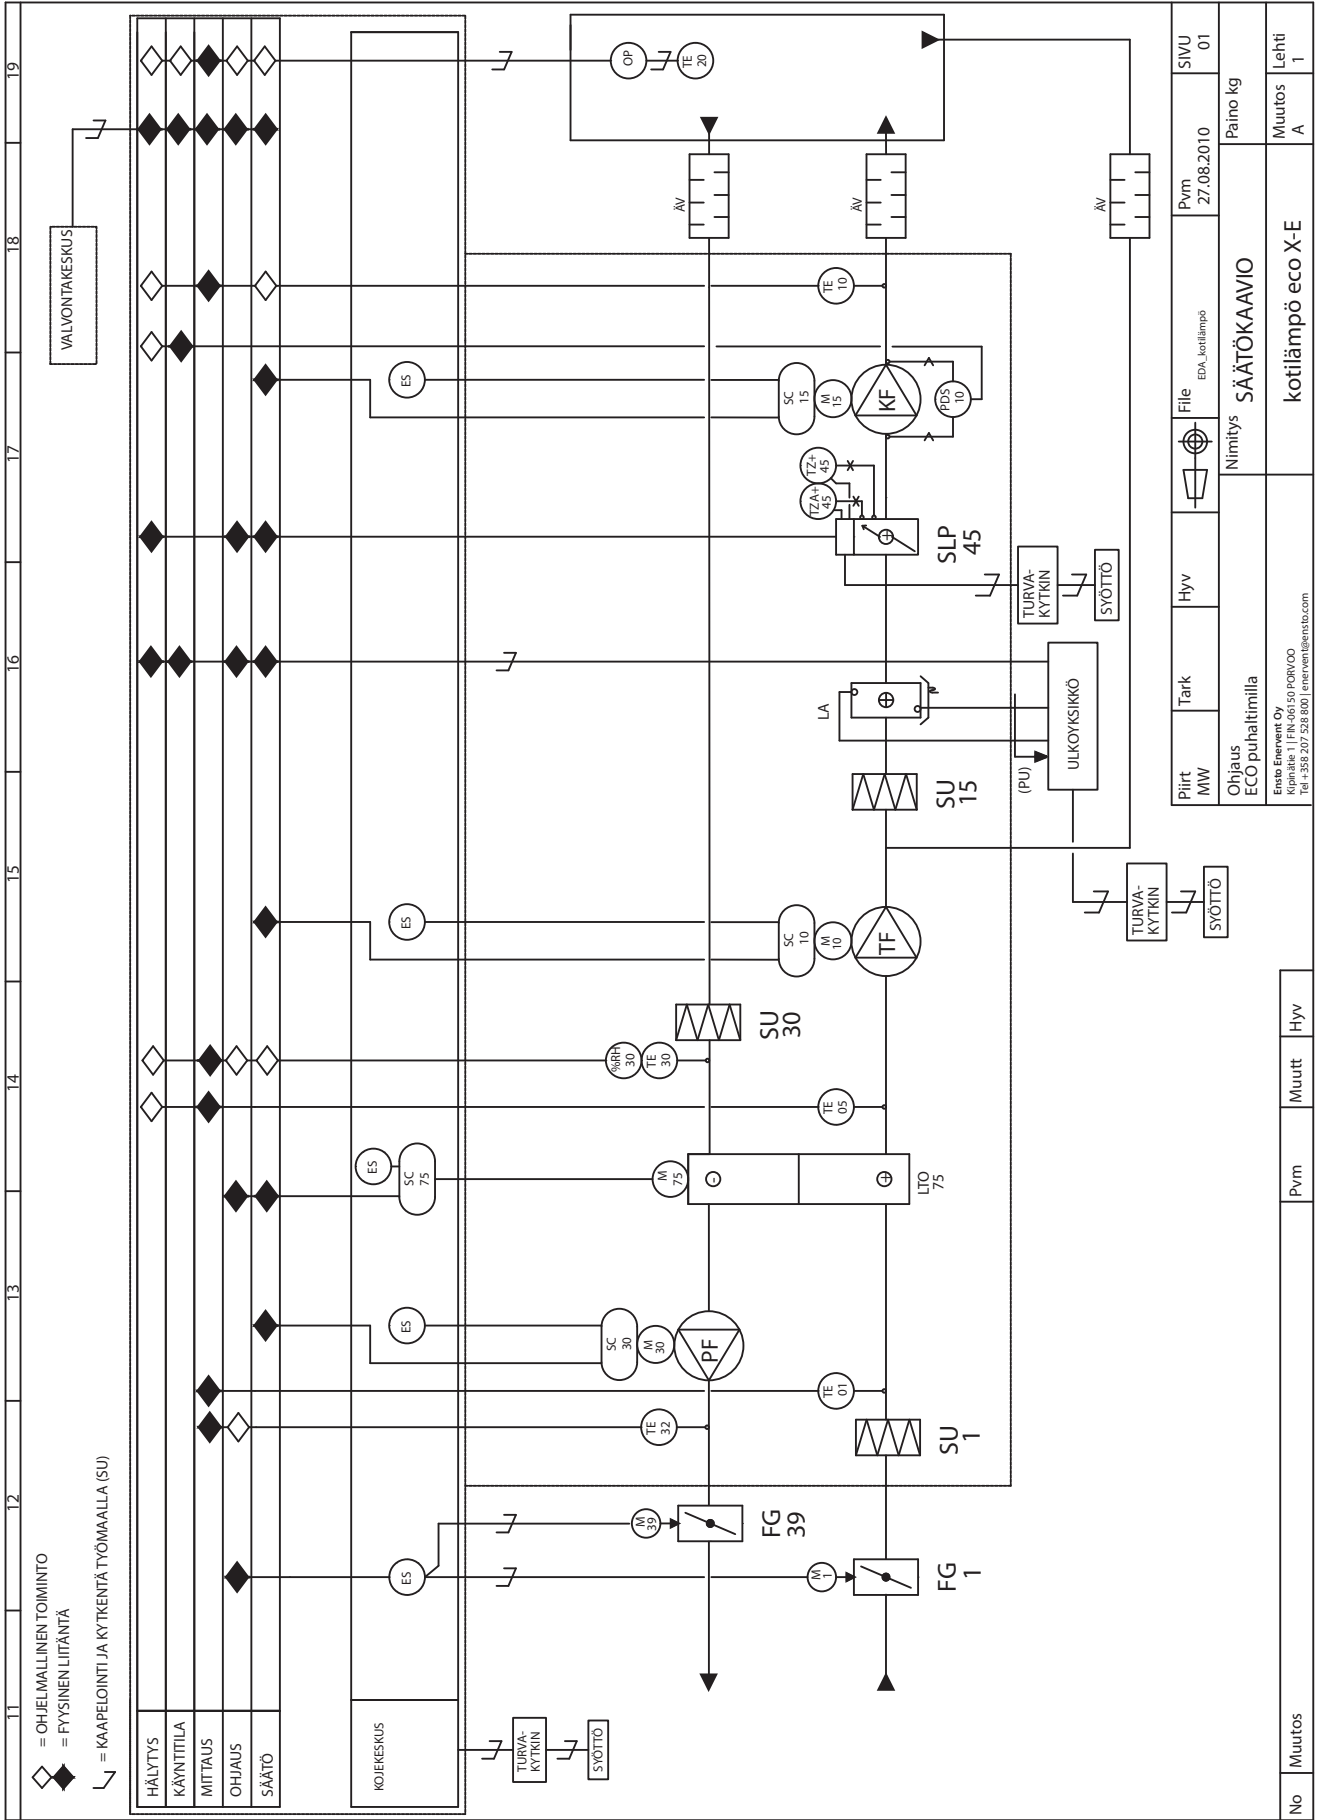 11
12
13
14
15
16
17
18
19
= OHJELMALLINEN TOIMINTO
= FYYSINEN LIITÄNTÄ
= KAAPELOINTI JA KYTKENTÄ TYÖMAALLA (SU)
VALVONTAKESKUS
HÄLYTYS
KÄYNTITILA
MITTAUS
OHJAUS
SÄÄTÖ
KOJEKESKUS
ES
ES
ES
SC
75
ES
ES
TURVA-
KYTKIN
SYÖTTÖ
M
39
FG
39
TE
32
SC
30
M
30
PF
M
75
%RH
30
TE
30
SU
30
ÄV
OP
TE
20
M
1
FG
1
SU
1
TE
01
LTO
75
-
+
TE
05
SC
10
M
10
TF
SU
15
LA
+
(PU)
ULKOYKSIKKÖ
TURVA-
KYTKIN
SYÖTTÖ
TZA+
45
TZ+
45
+
SLP
45
TURVA-
KYTKIN
SYÖTTÖ
SC
15
M
15
KF
PDS
10
TE
10
ÄV
ÄV
No
Muutos
Pvm
Muutt
Hyv
Piirt
MW
Tark
Hyv
File
EDA_kotilämpö
Pvm
27.08.2010
SIVU
01
Ohjaus
ECO puhaltimilla
Nimitys
SÄÄTÖKAAVIO
Paino kg
Ensto Enervent Oy
Kipinätie 1 | FIN-06150 PORVOO
Tel +358 207 528 800 | enervent@ensto.com
kotilämpö eco X-E
Muutos
A
Lehti
1